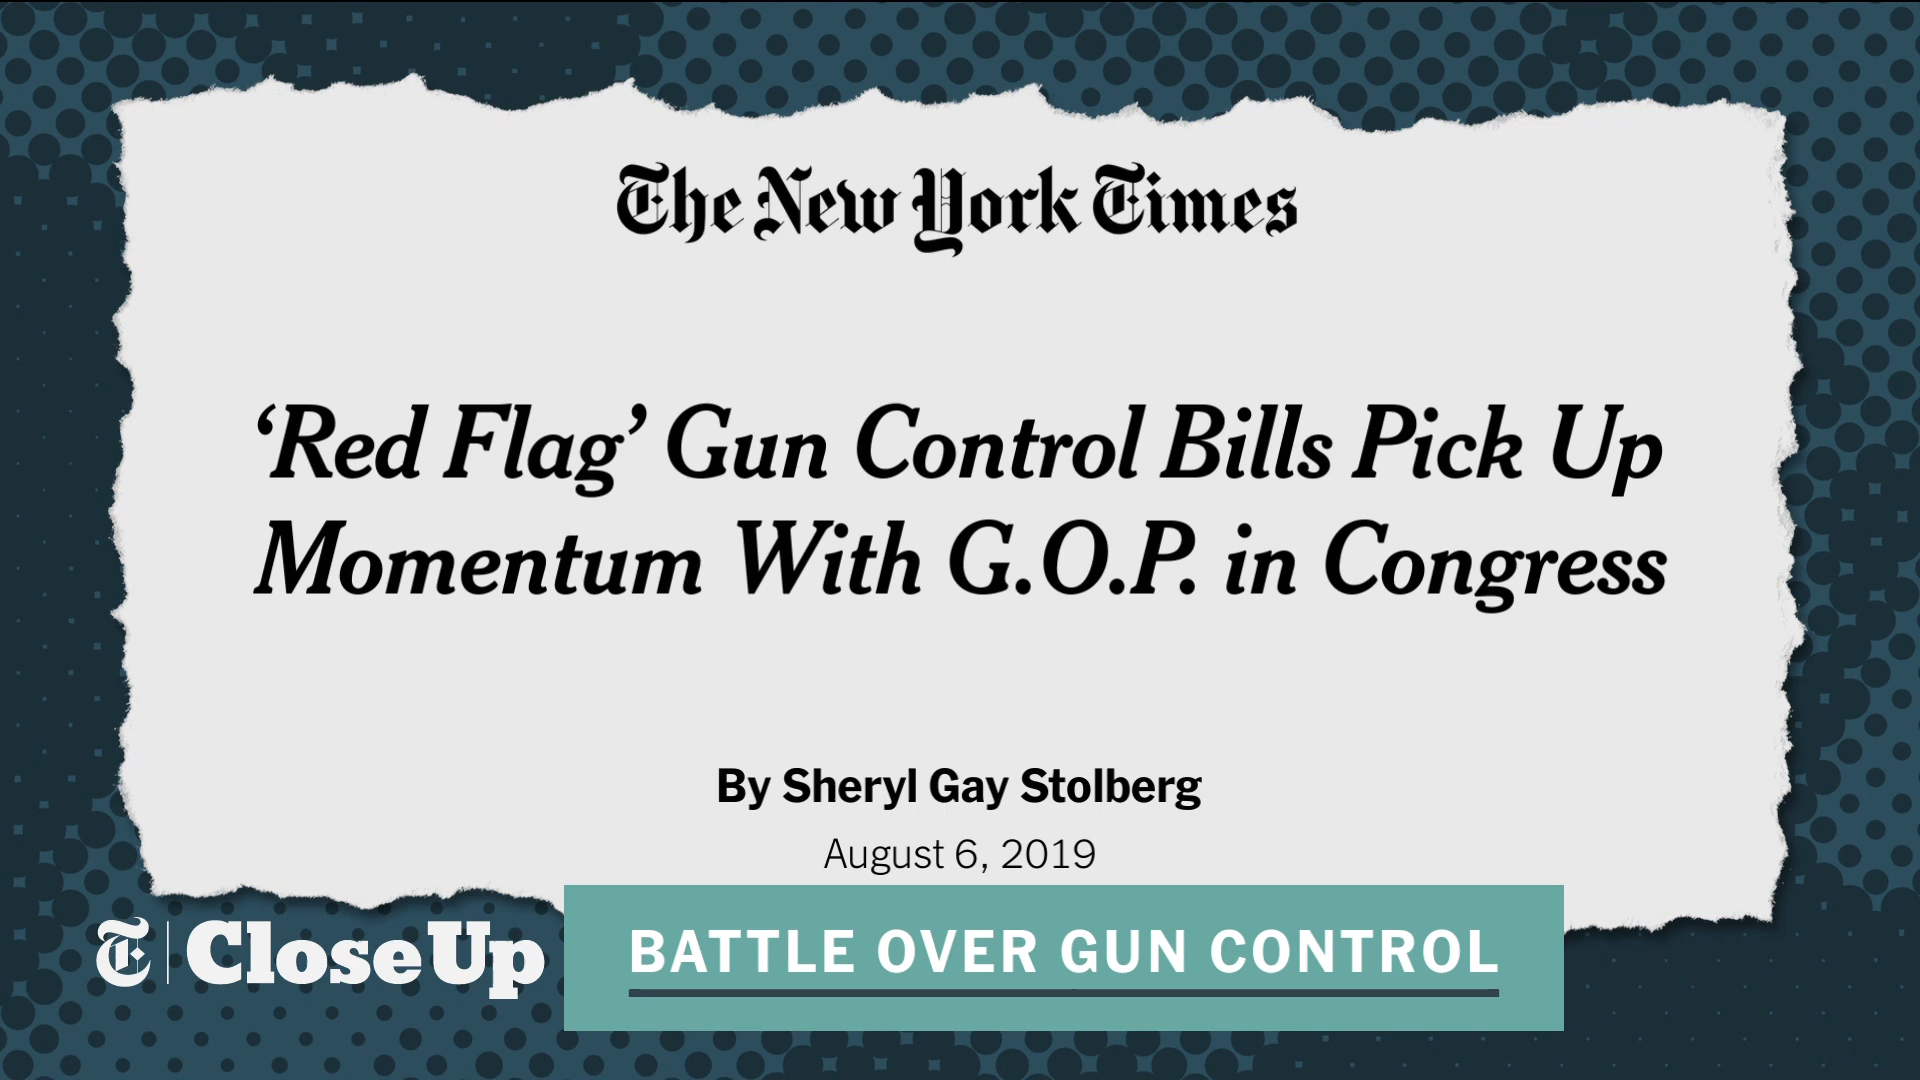 The New York Times
‘Red Flag’ Gun Control Bills Pick Up
Momentum With G.O.P. in Congress
By Sheryl Gay Stolberg
August 6, 2019
T CloseUp
BATTLE OVER GUN CONTROL